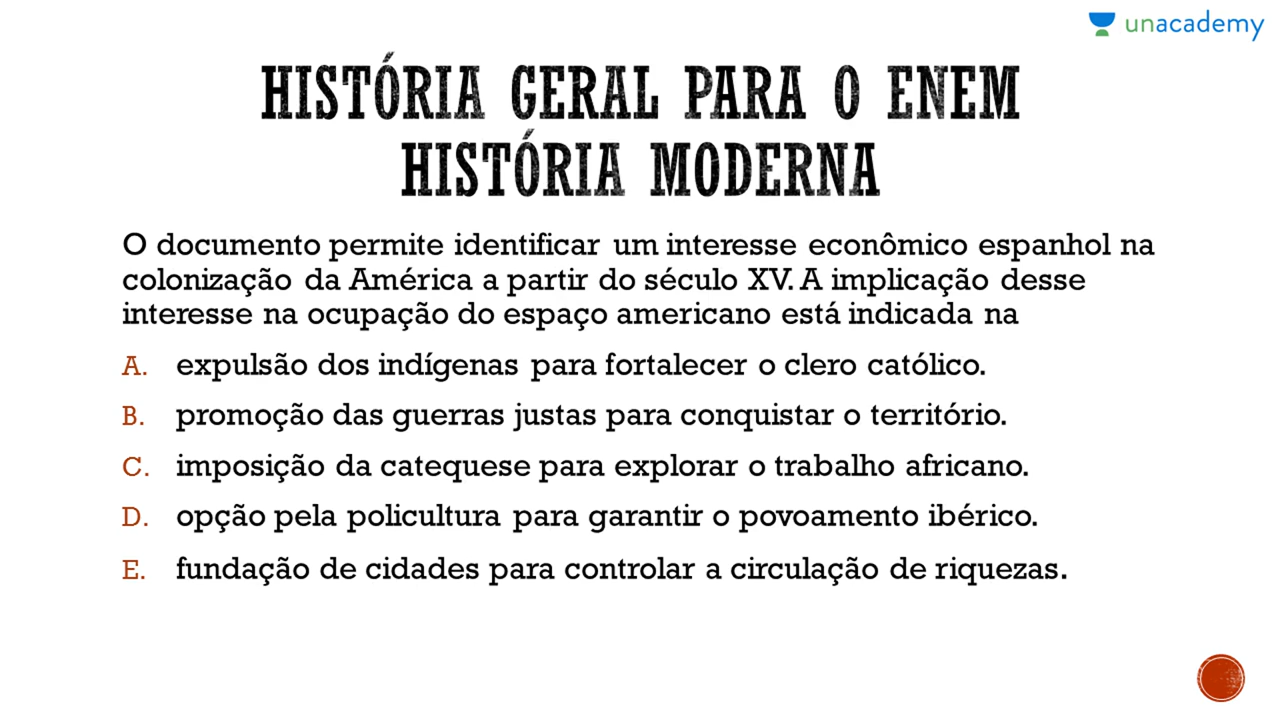 unacademy
HISTÓRIA GERAL PARA O ENEM
HISTÓRIA MODERNA
O documento permite identificar um interesse econômico espanhol na
colonização da América a partir do século XV. A implicação desse
interesse na ocupação do espaço americano está indicada na
A. expulsão dos indígenas para fortalecer o clero católico.
B. promoção das guerras justas para conquistar o território.
C. imposição da catequese para explorar o trabalho africano.
D. opção pela policultura para garantir o povoamento ibérico.
E. fundação de cidades para controlar a circulação de riquezas.